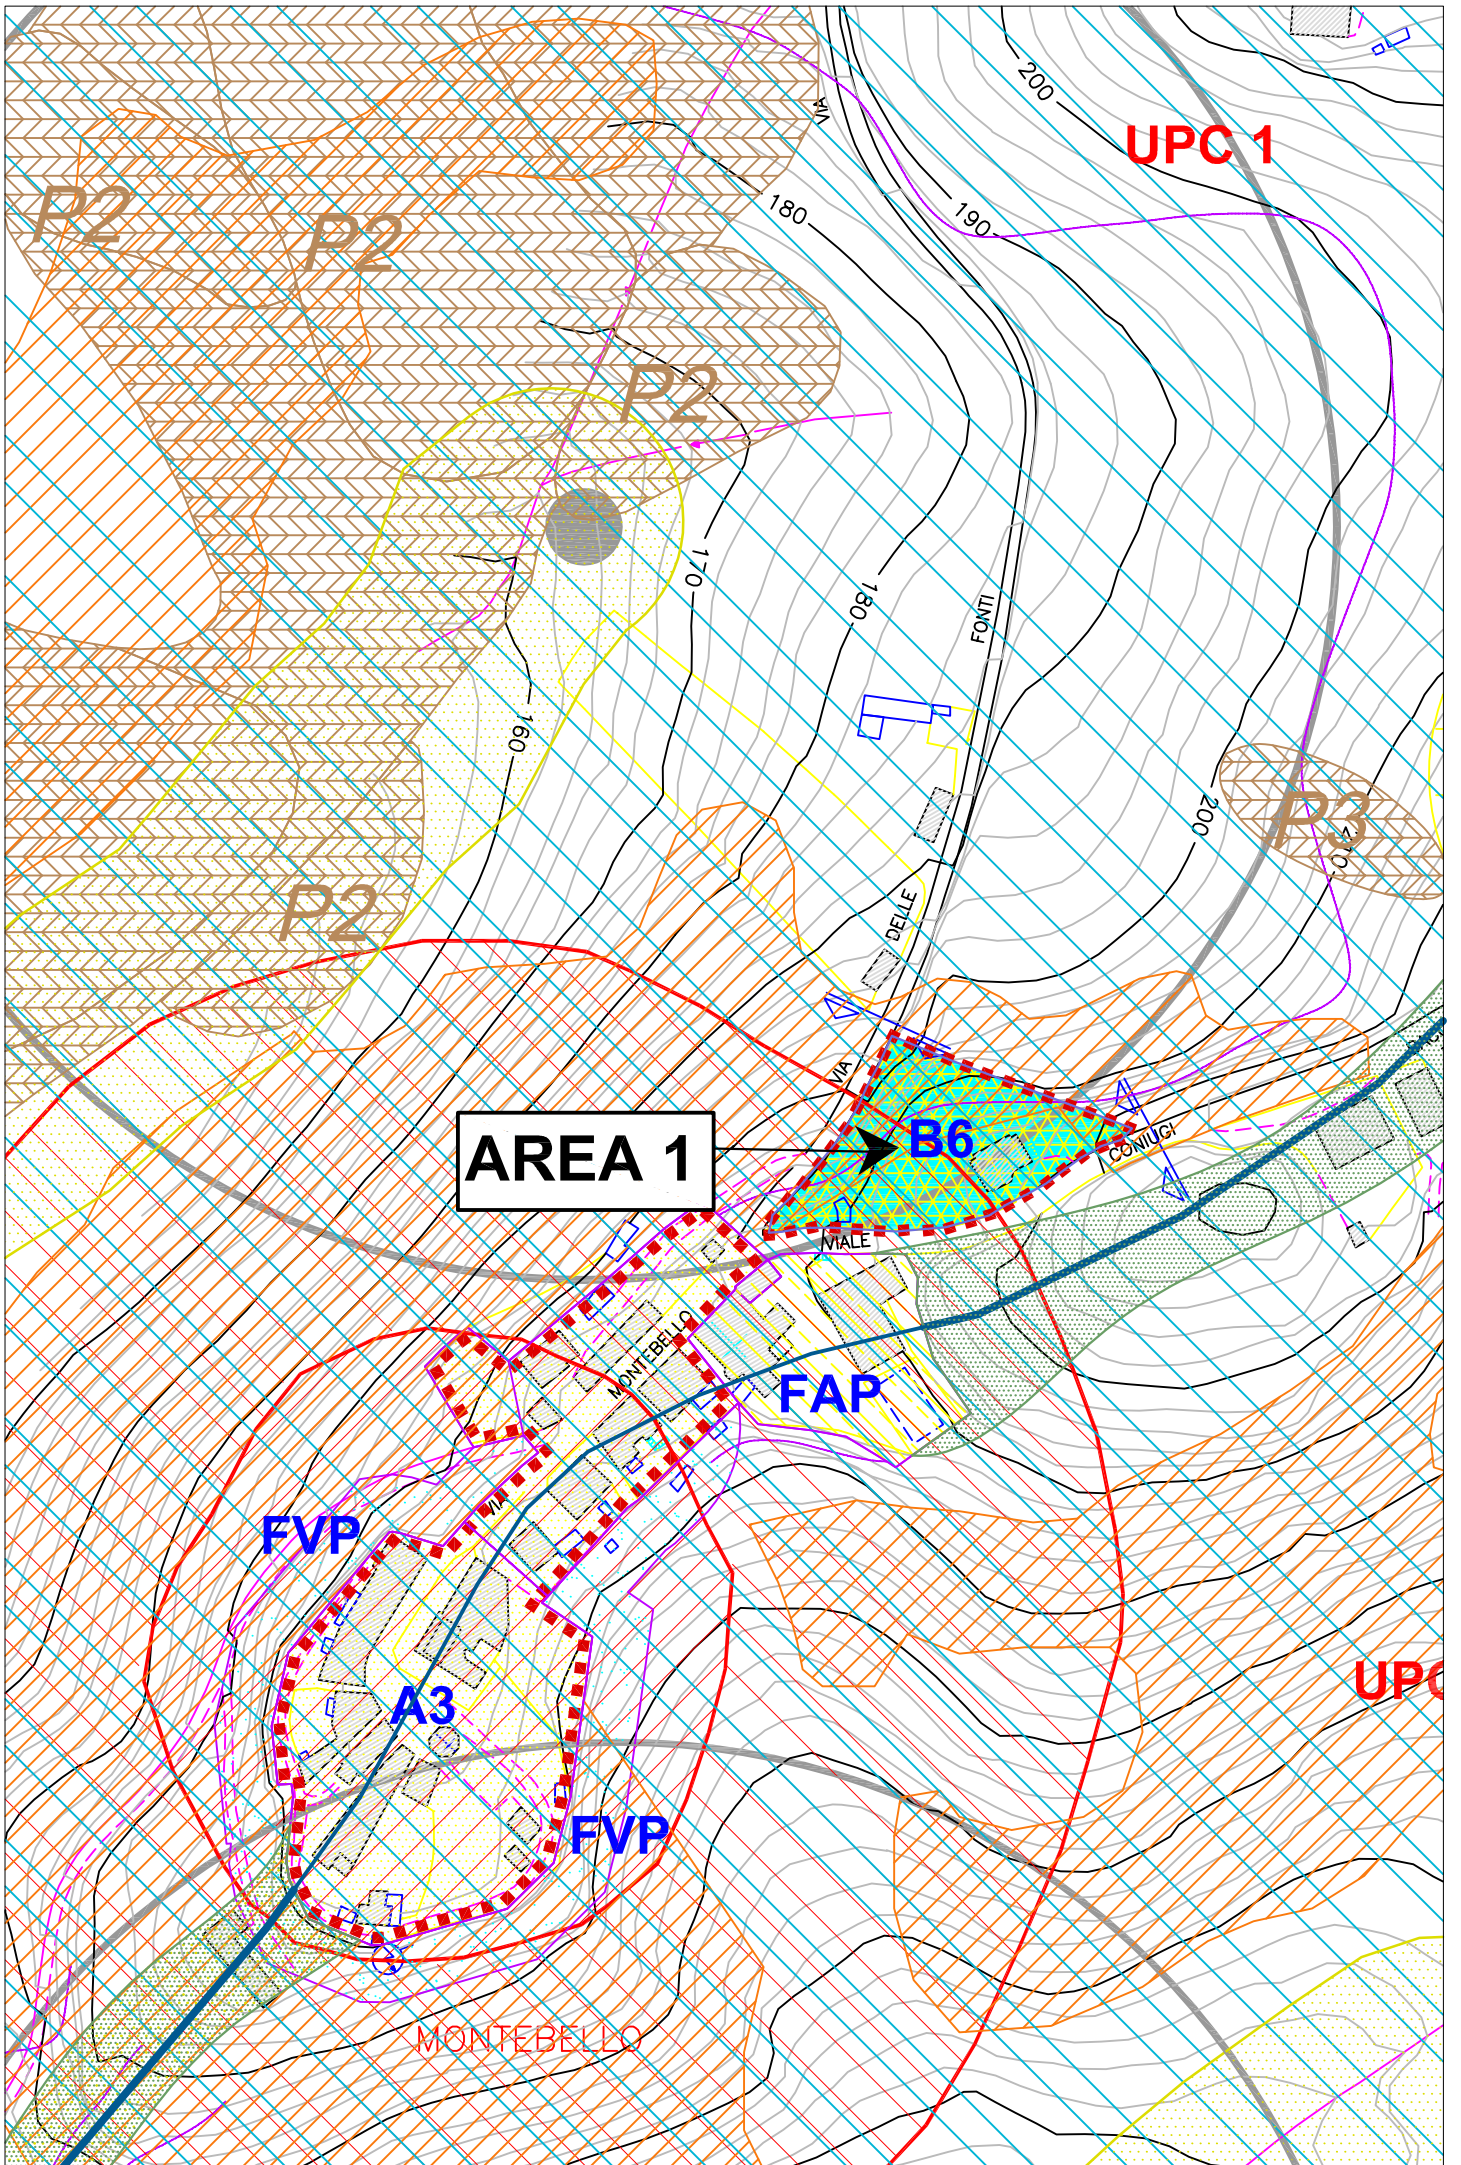 200
UPC 1
VIA
P2
P2
180
190
P2
170
180
FONTI
160
200
P3
210
P2
DELLE
VIA
AREA 1
B6
CONIUGI
VIALE
MONTEBELLO
FAP
VIA
FVP
UPC
A3
FVP
MONTEBELLO